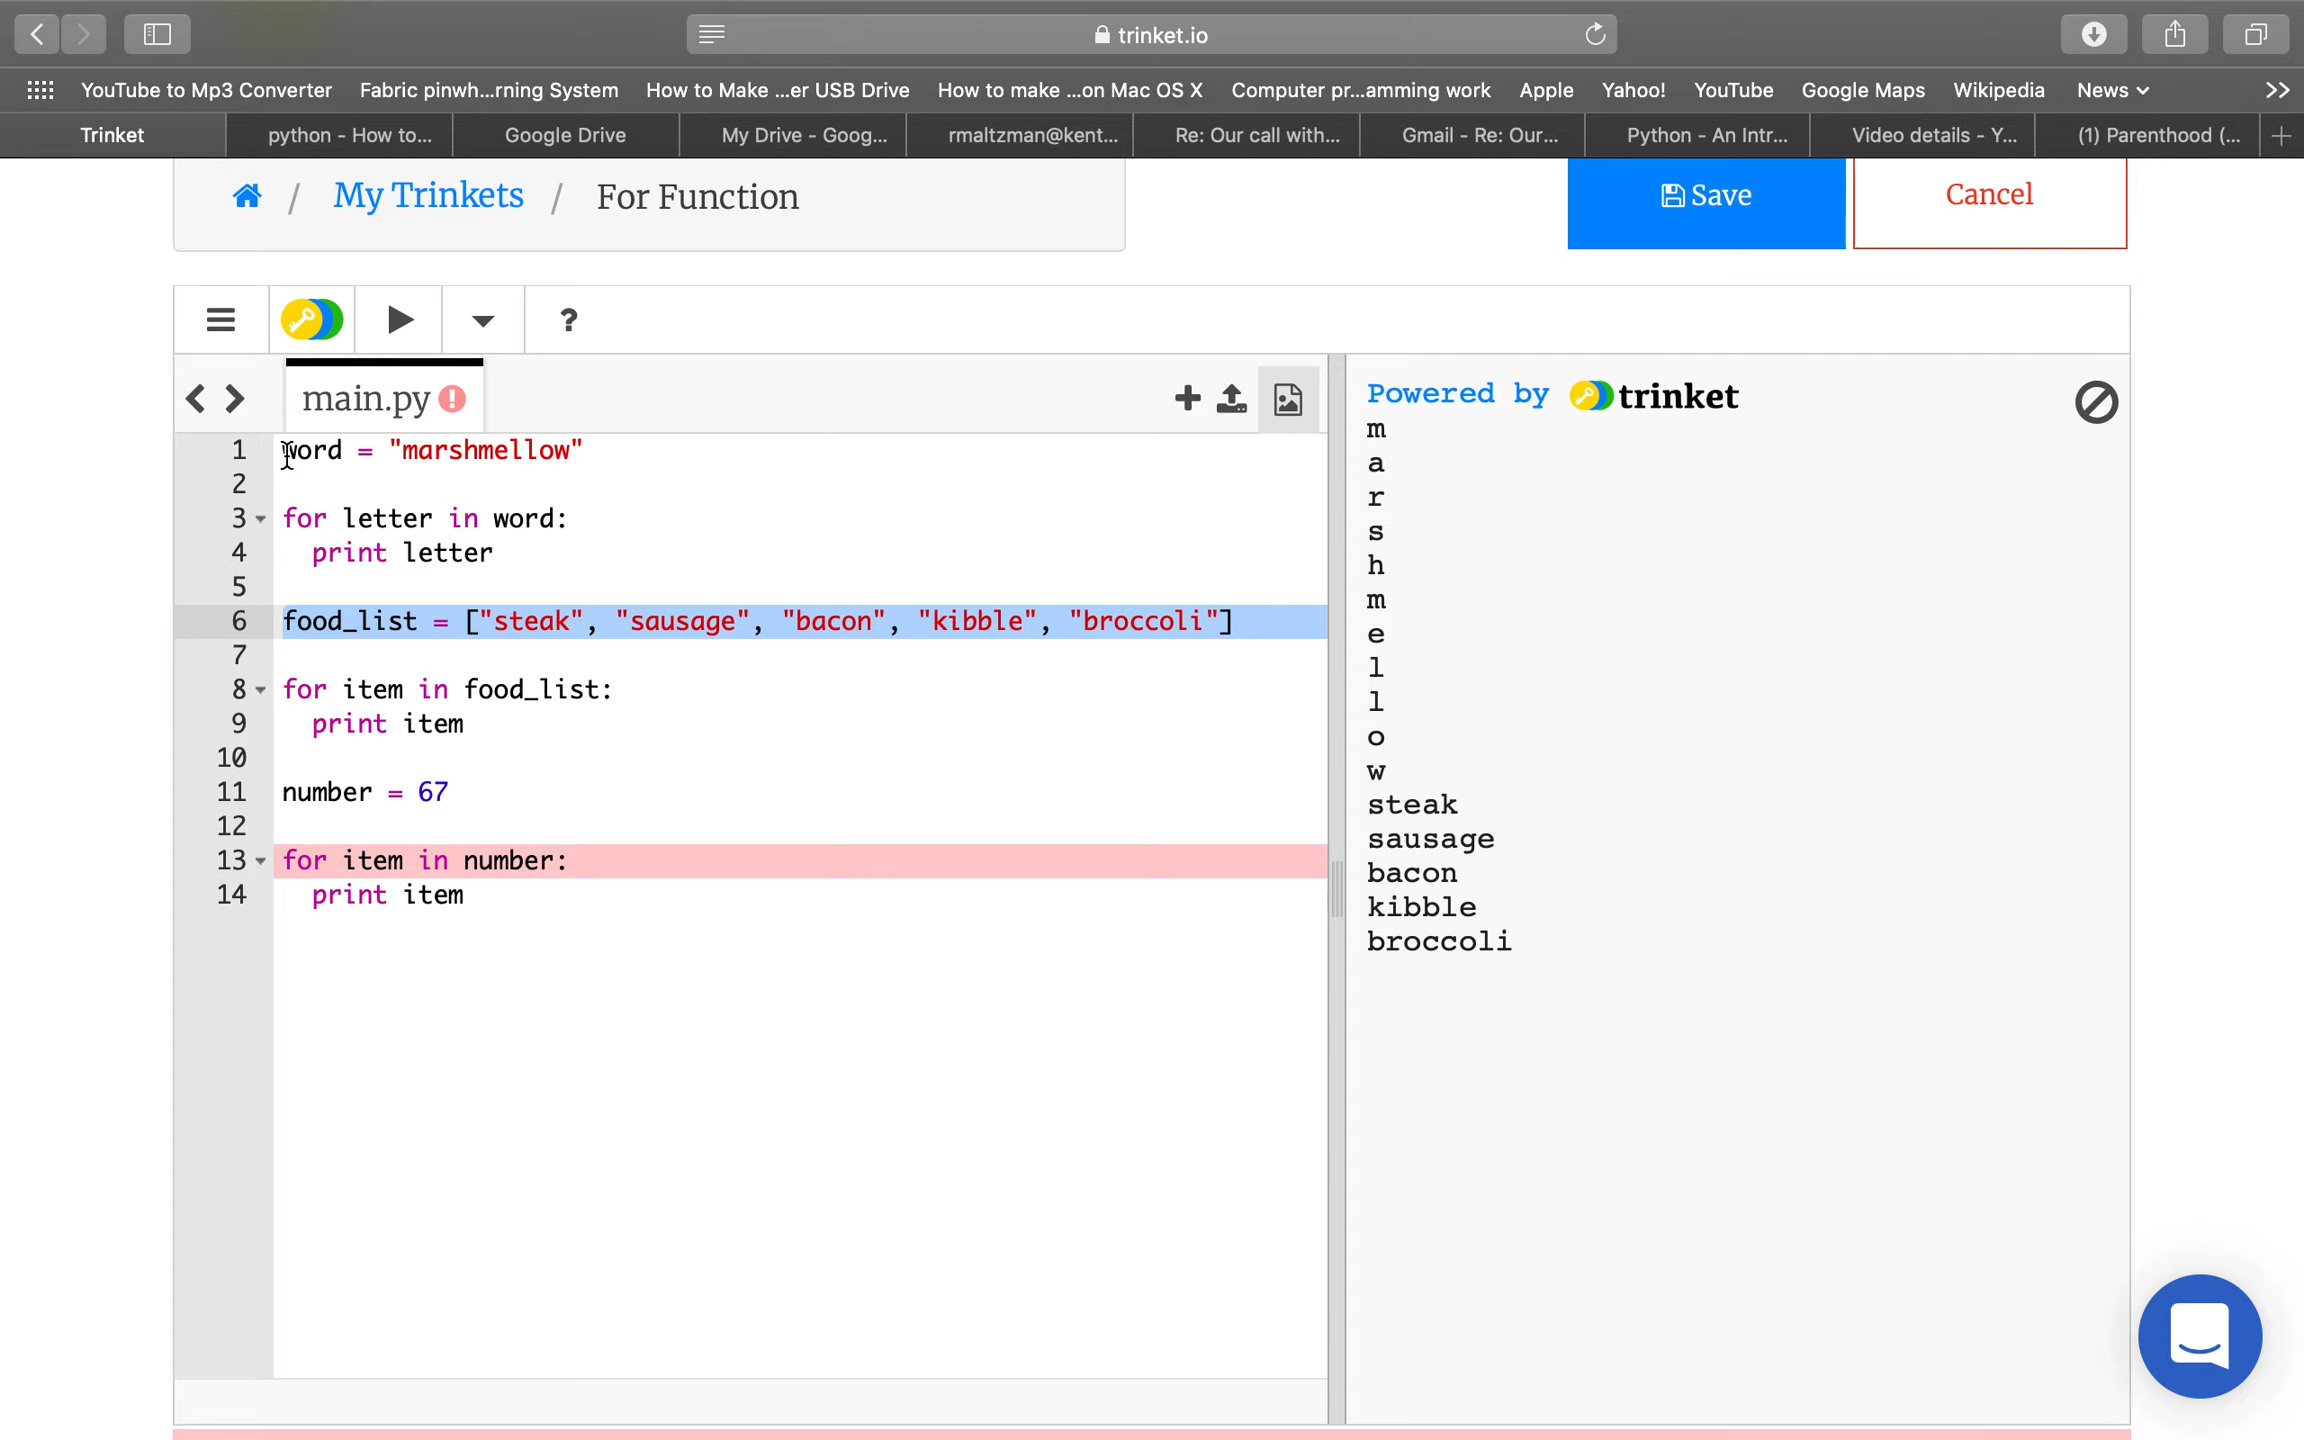 trinket.io
YouTube to Mp3 Converter Fabric pinwh...rning System How to Make ...er USB Drive How to make ...on Mac OS X Computer pr...amming work Apple Yahoo! YouTube Google Maps Wikipedia News
Trinket python - How to... Google Drive My Drive - Goog... rmaltzman@kent... Re: Our call with... Gmail - Re: Our... Python - An Intr... Video details - Y... (1) Parenthood (...
/ My Trinkets / For Function Save Cancel
?
main.py
1 word = "marshmellow"
2
3 for letter in word:
4 print letter
5
6 food_list = ["steak", "sausage", "bacon", "kibble", "broccoli"]
7
8 for item in food_list:
9 print item
10
11 number = 67
12
13 for item in number:
14 print item
Powered by trinket
m
a
r
s
h
m
e
l
l
o
w
steak
sausage
bacon
kibble
broccoli